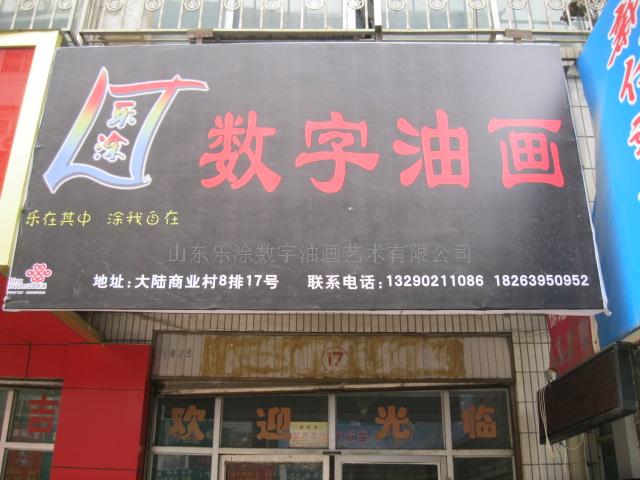 乐涂
数字油画
乐在其中 涂我自在
山东乐涂数字油画艺术有限公司
地址:大陆商业村8排17号 联系电话:13290211086 18263950952
17
欢迎光临
吉